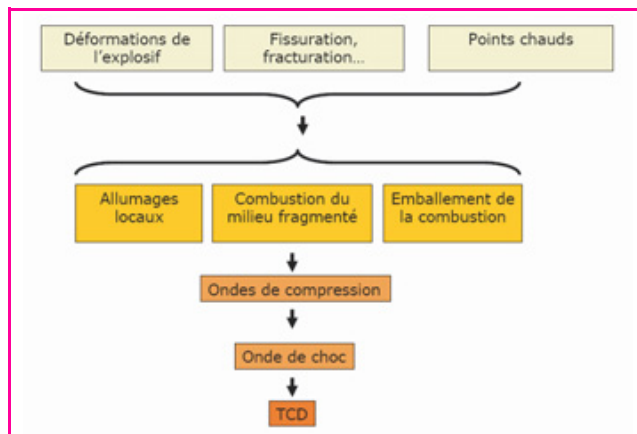 Déformations de
l'explosif
Fissuration,
fracturation...
Points chauds
Allumages
locaux
Combustion du
milieu fragmenté
Emballement de
la combustion
Ondes de compression
Onde de choc
TCD